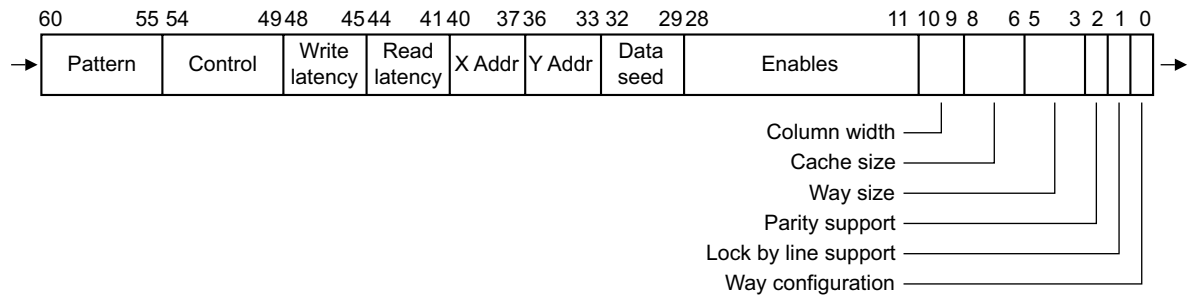 60 55 54 49 48 45 44 41 40 37 36 33 32 29 28 11 10 9 8 6 5 3 2 1 0
Pattern Control Write latency Read latency X Addr Y Addr Data seed Enables
Column width
Cache size
Way size
Parity support
Lock by line support
Way configuration